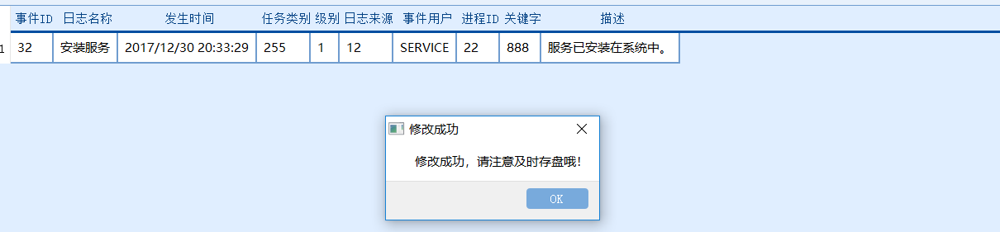 事件ID 日志名称 发生时间 任务类别 级别 日志来源 事件用户 进程ID 关键字 描述
1 32 安装服务 2017/12/30 20:33:29 255 1 12 SERVICE 22 888 服务已安装在系统中。
修改成功
修改成功，请注意及时存盘哦！
OK